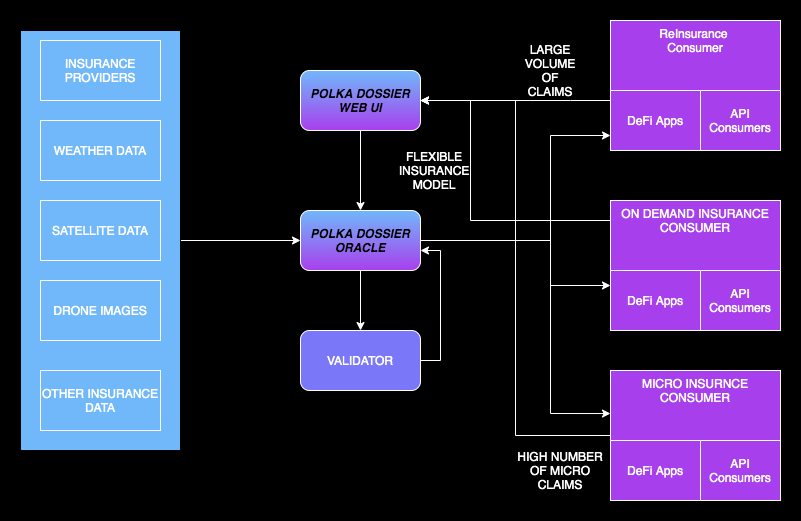 INSURANCE
PROVIDERS
WEATHER DATA
SATELLITE DATA
DRONE IMAGES
OTHER INSURANCE
DATA
POLKA DOSSIER
WEB UI
POLKA DOSSIER
ORACLE
VALIDATOR
LARGE
VOLUME
OF
CLAIMS
FLEXIBLE
INSURANCE
MODEL
HIGH NUMBER
OF MICRO
CLAIMS
ReInsurance
Consumer
DeFi Apps
API
Consumers
ON DEMAND INSURANCE
CONSUMER
DeFi Apps
API
Consumers
MICRO INSURNCE
CONSUMER
DeFi Apps
API
Consumers